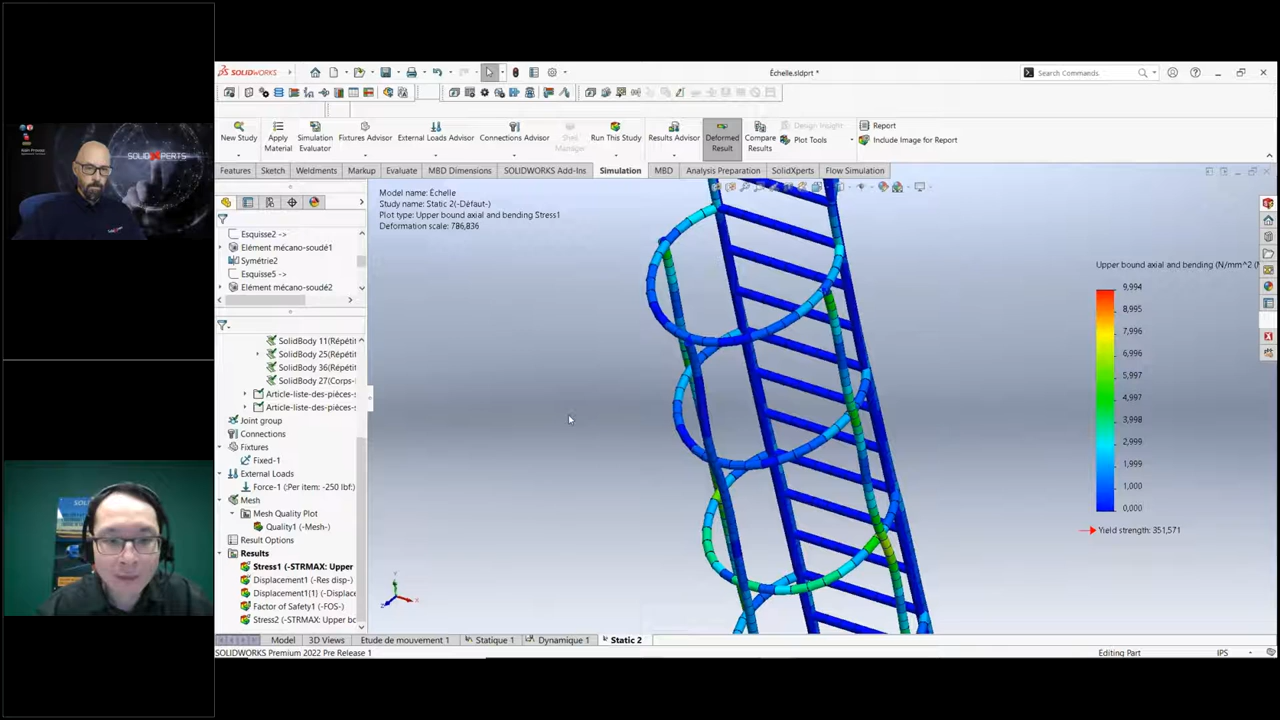 SOLIDXPERTS
SOLIDWORKS
Échelle.sldprt *
Search Commands
New Study
Apply Material
Simulation Evaluator
Fixtures Advisor
External Loads Advisor
Connections Advisor
Shell Manager
Run This Study
Results Advisor
Deformed Result
Compare Results
Design Insight
Plot Tools
Report
Include Image for Report
Features
Sketch
Weldments
Markup
Evaluate
MBD Dimensions
SOLIDWORKS Add-Ins
Simulation
MBD
Analysis Preparation
SolidXperts
Flow Simulation
Esquisse2 ->
Elément mécano-soudé1
Symétrie2
Esquisse5 ->
Elément mécano-soudé2
SolidBody 11(Répétit
SolidBody 25(Répétit
SolidBody 36(Répétit
SolidBody 27(Corps-
Article-liste-des-pièces-s
Article-liste-des-pièces-s
Joint group
Connections
Fixtures
Fixed-1
External Loads
Force-1 (:Per item: -250 lbf:)
Mesh
Mesh Quality Plot
Quality1 (-Mesh-)
Result Options
Results
Stress1 (-STRMAX: Upper
Displacement1 (-Res disp-)
Displacement1[1] (-Displace
Factor of Safety1 (-FOS-)
Stress2 (-STRMAX: Upper bo
Model name: Échelle
Study name: Static 2(-Défaut-)
Plot type: Upper bound axial and bending Stress1
Deformation scale: 786,836
Upper bound axial and bending (N/mm^2 (M
9,994
8,995
7,996
6,996
5,997
4,997
3,998
2,999
1,999
1,000
0,000
Yield strength: 351,571
Model
3D Views
Etude de mouvement 1
Statique 1
Dynamique 1
Static 2
SOLIDWORKS Premium 2022 Pre Release 1
Editing Part
IPS